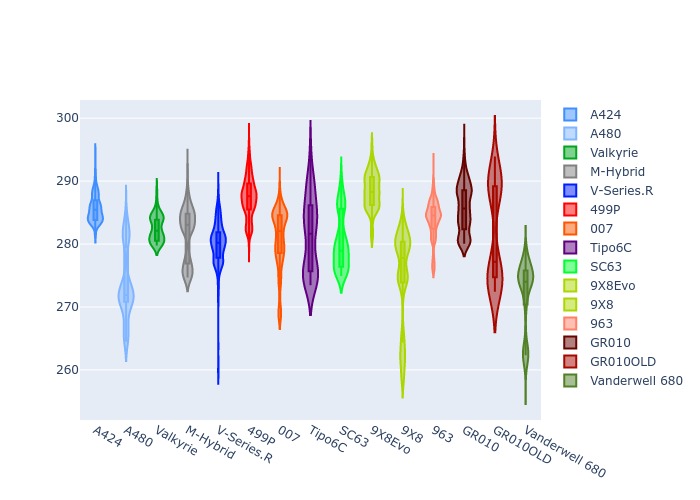 300
290
280
270
260
A424
A480
Valkyrie
M-Hybrid
V-Series.R
499P
007
Tipo6C
SC63
9X8Evo
9X8
963
GR010
GR010OLD
Vanderwell 680
A424
A480
Valkyrie
M-Hybrid
V-Series.R
499P
007
Tipo6C
SC63
9X8Evo
9X8
963
GR010
GR010OLD
Vanderwell 680